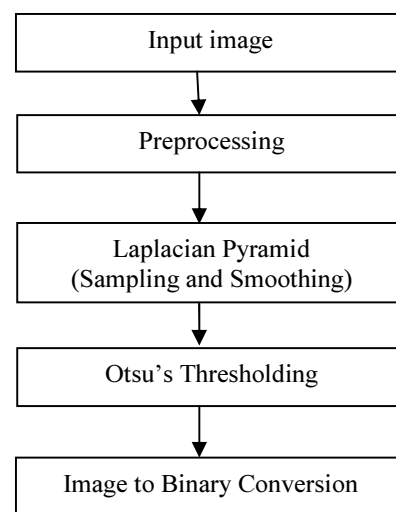 Input image
Preprocessing
Laplacian Pyramid
(Sampling and Smoothing)
Otsu’s Thresholding
Image to Binary Conversion